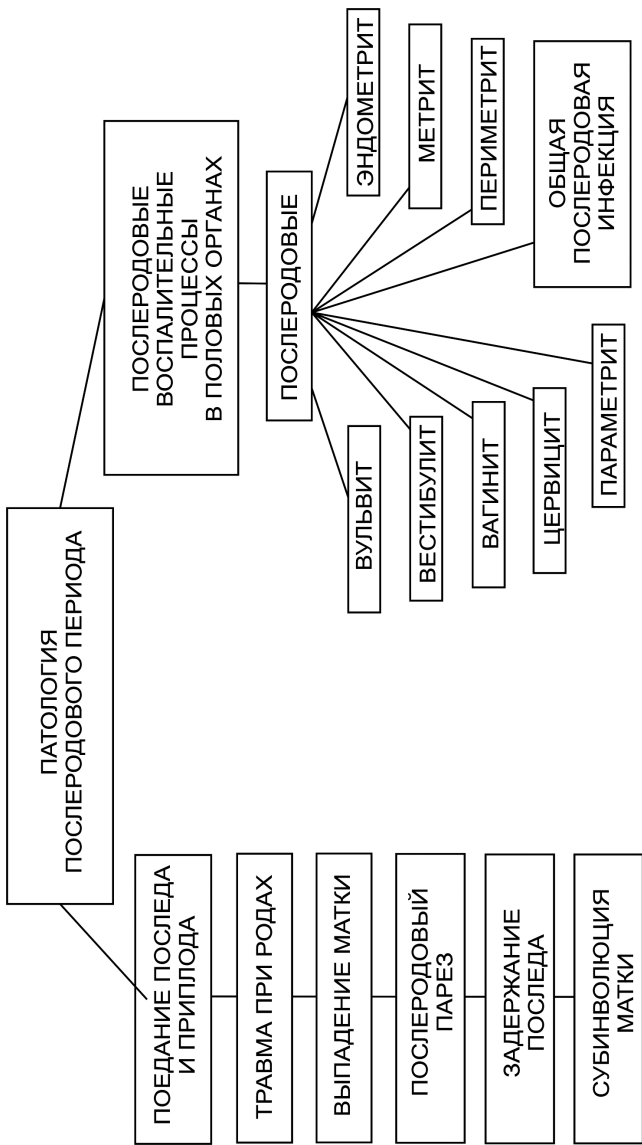 ПАТОЛОГИЯ
ПОСЛЕРОДОВОГО ПЕРИОДА
ПОЕДАНИЕ ПОСЛЕДА
И ПРИПЛОДА
ТРАВМА ПРИ РОДАХ
ВЫПАДЕНИЕ МАТКИ
ПОСЛЕРОДОВЫЙ
ПАРЕЗ
ЗАДЕРЖАНИЕ
ПОСЛЕДА
СУБИНВОЛЮЦИЯ
МАТКИ
ПОСЛЕРОДОВЫЕ
ВОСПАЛИТЕЛЬНЫЕ
ПРОЦЕССЫ
В ПОЛОВЫХ ОРГАНАХ
ПОСЛЕРОДОВЫЕ
ВУЛЬВИТ
ВЕСТИБУЛИТ
ВАГИНИТ
ЦЕРВИЦИТ
ПАРАМЕТРИТ
ЭНДОМЕТРИТ
МЕТРИТ
ПЕРИМЕТРИТ
ОБЩАЯ
ПОСЛЕРОДОВАЯ
ИНФЕКЦИЯ